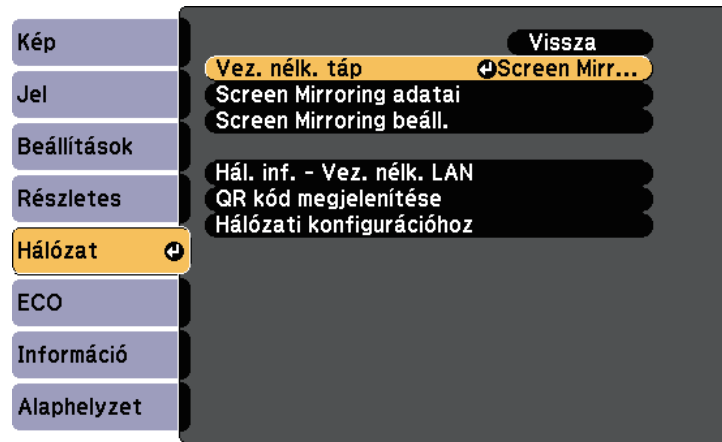 Kép
Jel
Beállítások
Részletes
Hálózat
ECO
Információ
Alaphelyzet
Vissza
Vez. nélk. táp Screen Mirr...
Screen Mirroring adatai
Screen Mirroring beáll.
Hál. inf. - Vez. nélk. LAN
QR kód megjelenítése
Hálózati konfigurációhoz